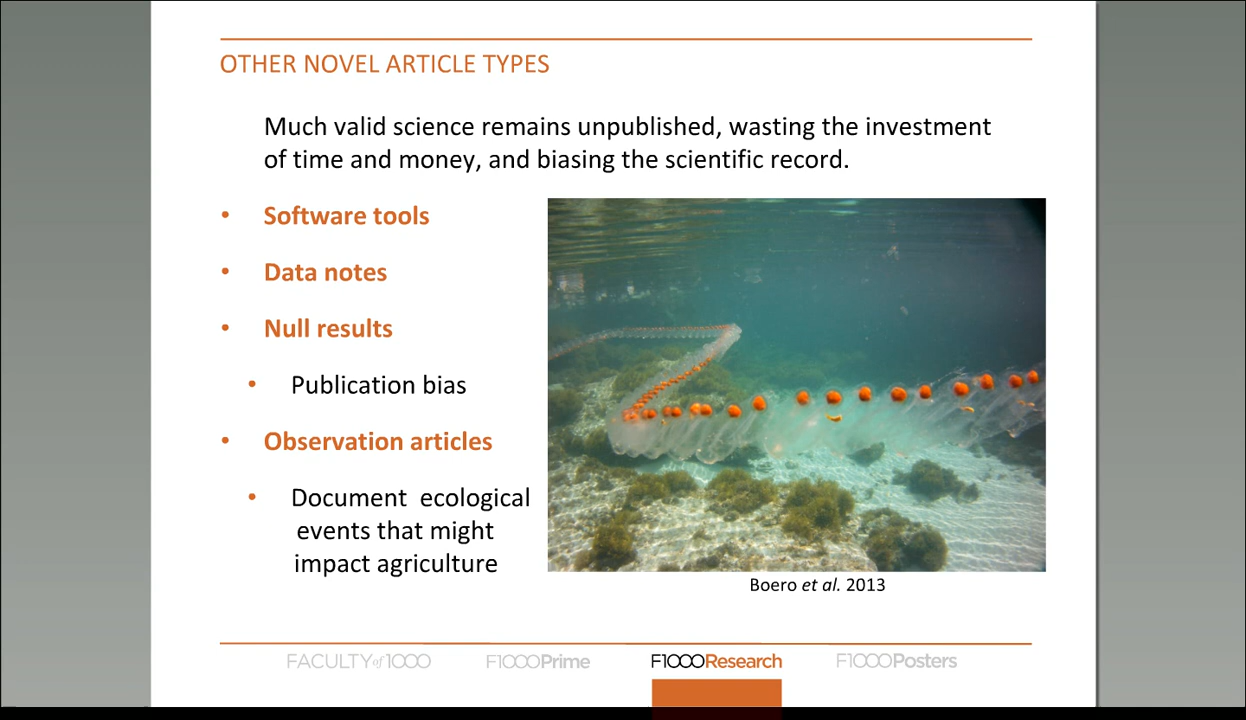 OTHER NOVEL ARTICLE TYPES
Much valid science remains unpublished, wasting the investment
of time and money, and biasing the scientific record.
• Software tools
• Data notes
• Null results
• Publication bias
• Observation articles
• Document ecological
events that might
impact agriculture
Boero et al. 2013
FACULTY of 1000 F1000Prime F1000Research F1000Posters